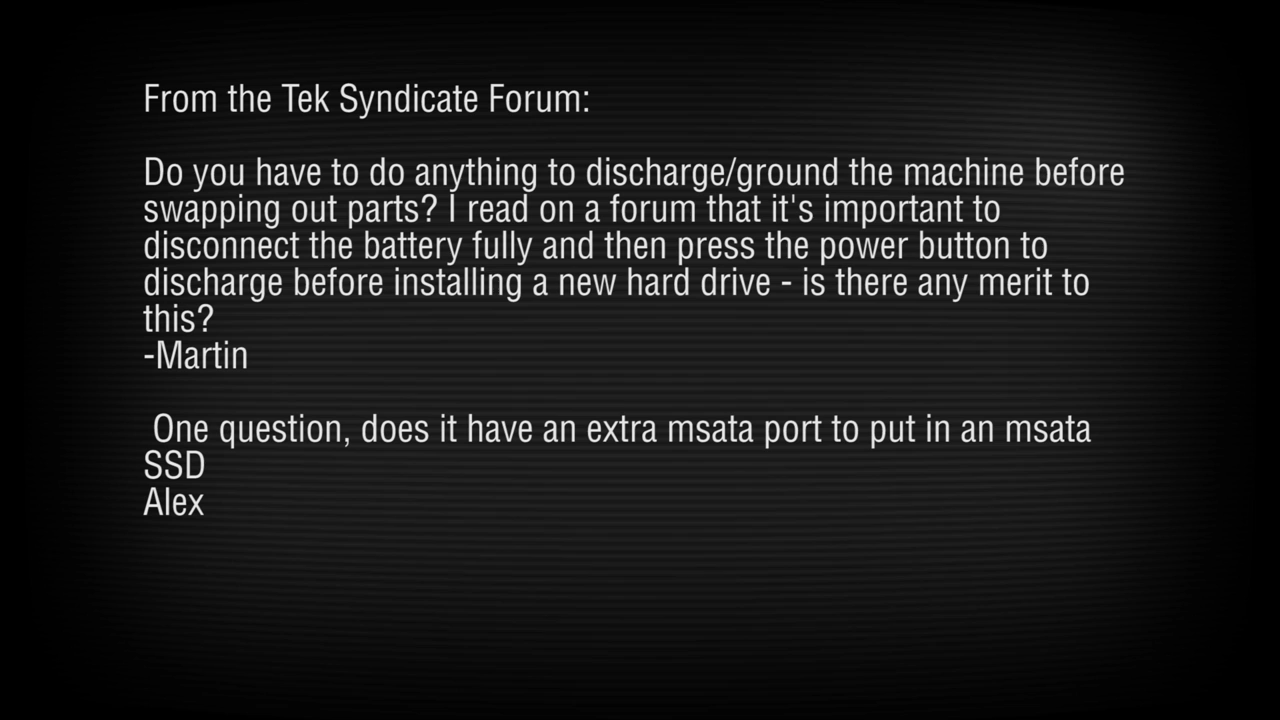 From the Tek Syndicate Forum:
Do you have to do anything to discharge/ground the machine before
swapping out parts? I read on a forum that it's important to
disconnect the battery fully and then press the power button to
discharge before installing a new hard drive - is there any merit to
this?
-Martin
One question, does it have an extra msata port to put in an msata
SSD
Alex